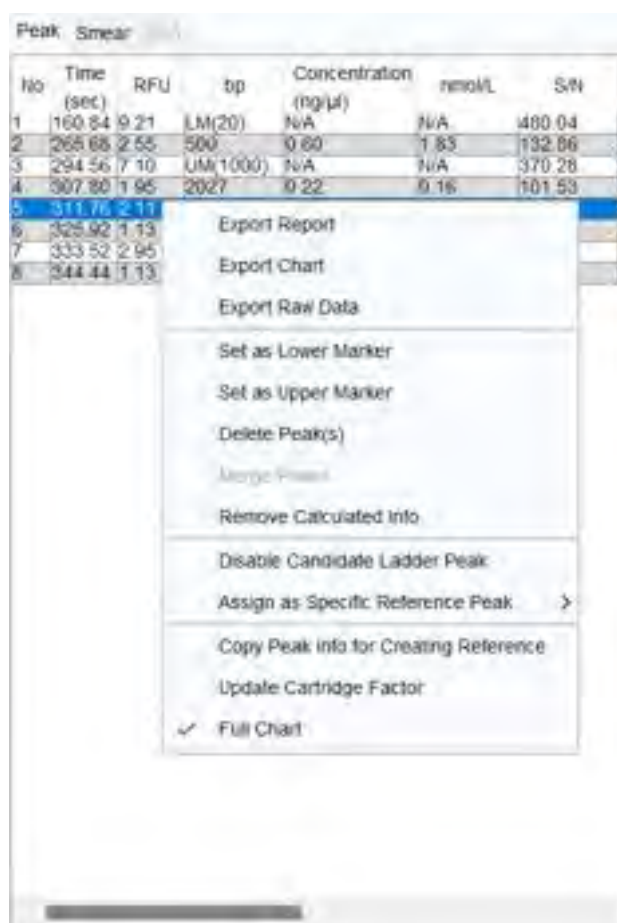 Peak Smear
No Time (sec) RFU bp Concentration (ng/µl) nmol/L S/N
1 160.84 9.21 LM(20) N/A N/A 480.04
2 265.68 2.55 500 0.60 1.83 132.86
3 294.56 7.10 UM(1000) N/A N/A 370.28
4 307.80 1.95 2027 0.22 0.16 101.53
5 311.76 2.11
6 325.92 1.13
7 333.52 2.95
8 344.44 1.13
Export Report
Export Chart
Export Raw Data
Set as Lower Marker
Set as Upper Marker
Delete Peak(s)
Merge Peaks
Remove Calculated Info
Disable Candidate Ladder Peak
Assign as Specific Reference Peak >
Copy Peak Info for Creating Reference
Update Cartridge Factor
✓ Full Chart